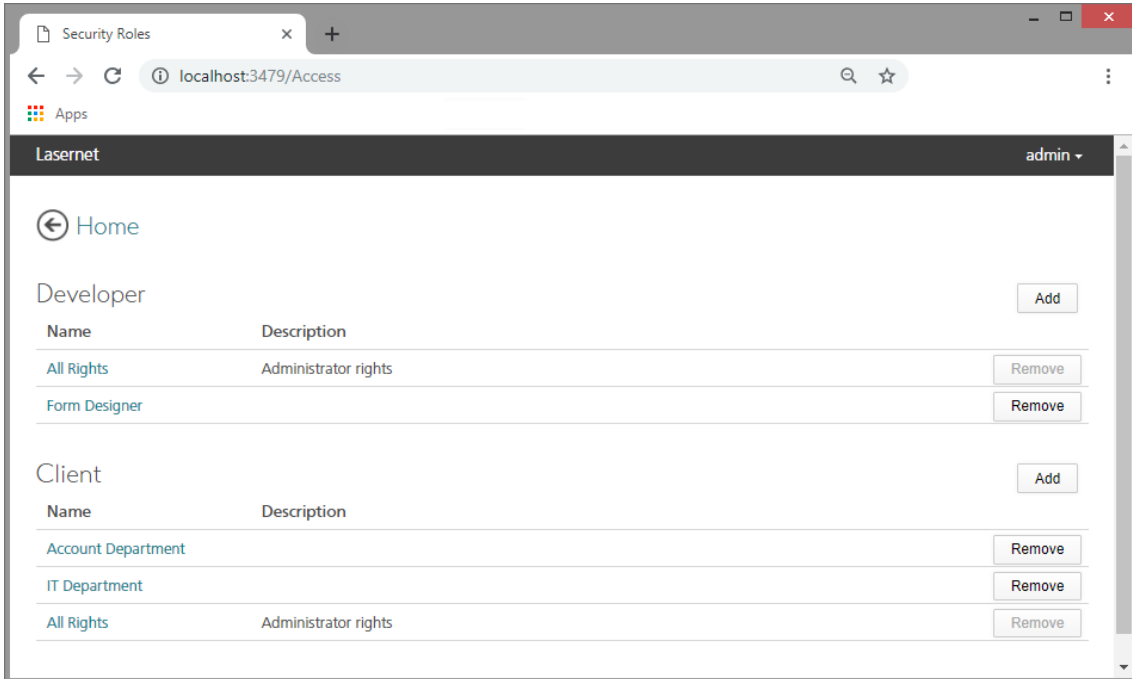 Security Roles
localhost:3479/Access
Apps
Lasernet admin
Home
Developer Add
Name Description
All Rights Administrator rights Remove
Form Designer Remove
Client Add
Name Description
Account Department Remove
IT Department Remove
All Rights Administrator rights Remove